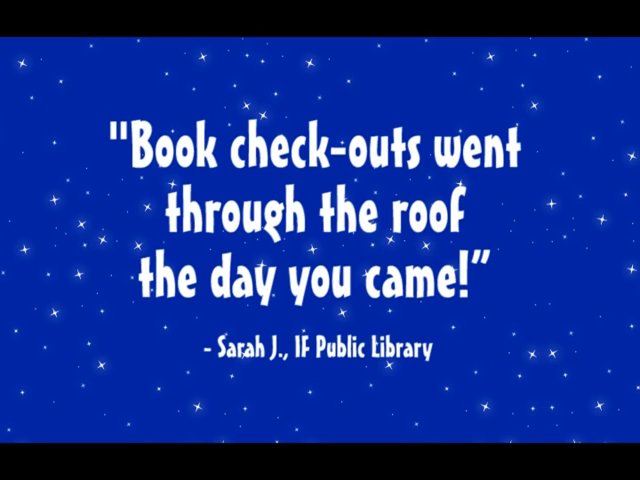 "Book check-outs went
through the roof
the day you came!”
- Sarah J., IF Public Library